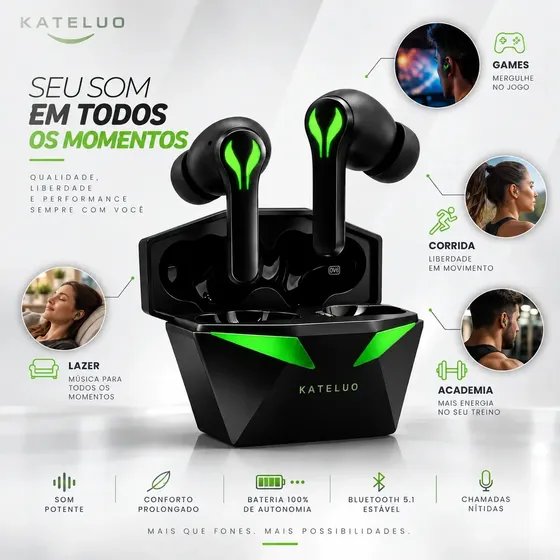 KATELUO
SEU SOM
EM TODOS
OS MOMENTOS
QUALIDADE,
LIBERDADE
E PERFORMANCE
SEMPRE COM VOCÊ
GAMES
MERGULHE
NO JOGO
CORRIDA
LIBERDADE
EM MOVIMENTO
LAZER
MÚSICA PARA
TODOS OS
MOMENTOS
ACADEMIA
MAIS ENERGIA
NO SEU TREINO
KATELUO
SOM
POTENTE
CONFORTO
PROLONGADO
BATERIA 100%
DE AUTONOMIA
BLUETOOTH 5.1
ESTÁVEL
CHAMADAS
NÍTIDAS
MAIS QUE FONES. MAIS POSSIBILIDADES.